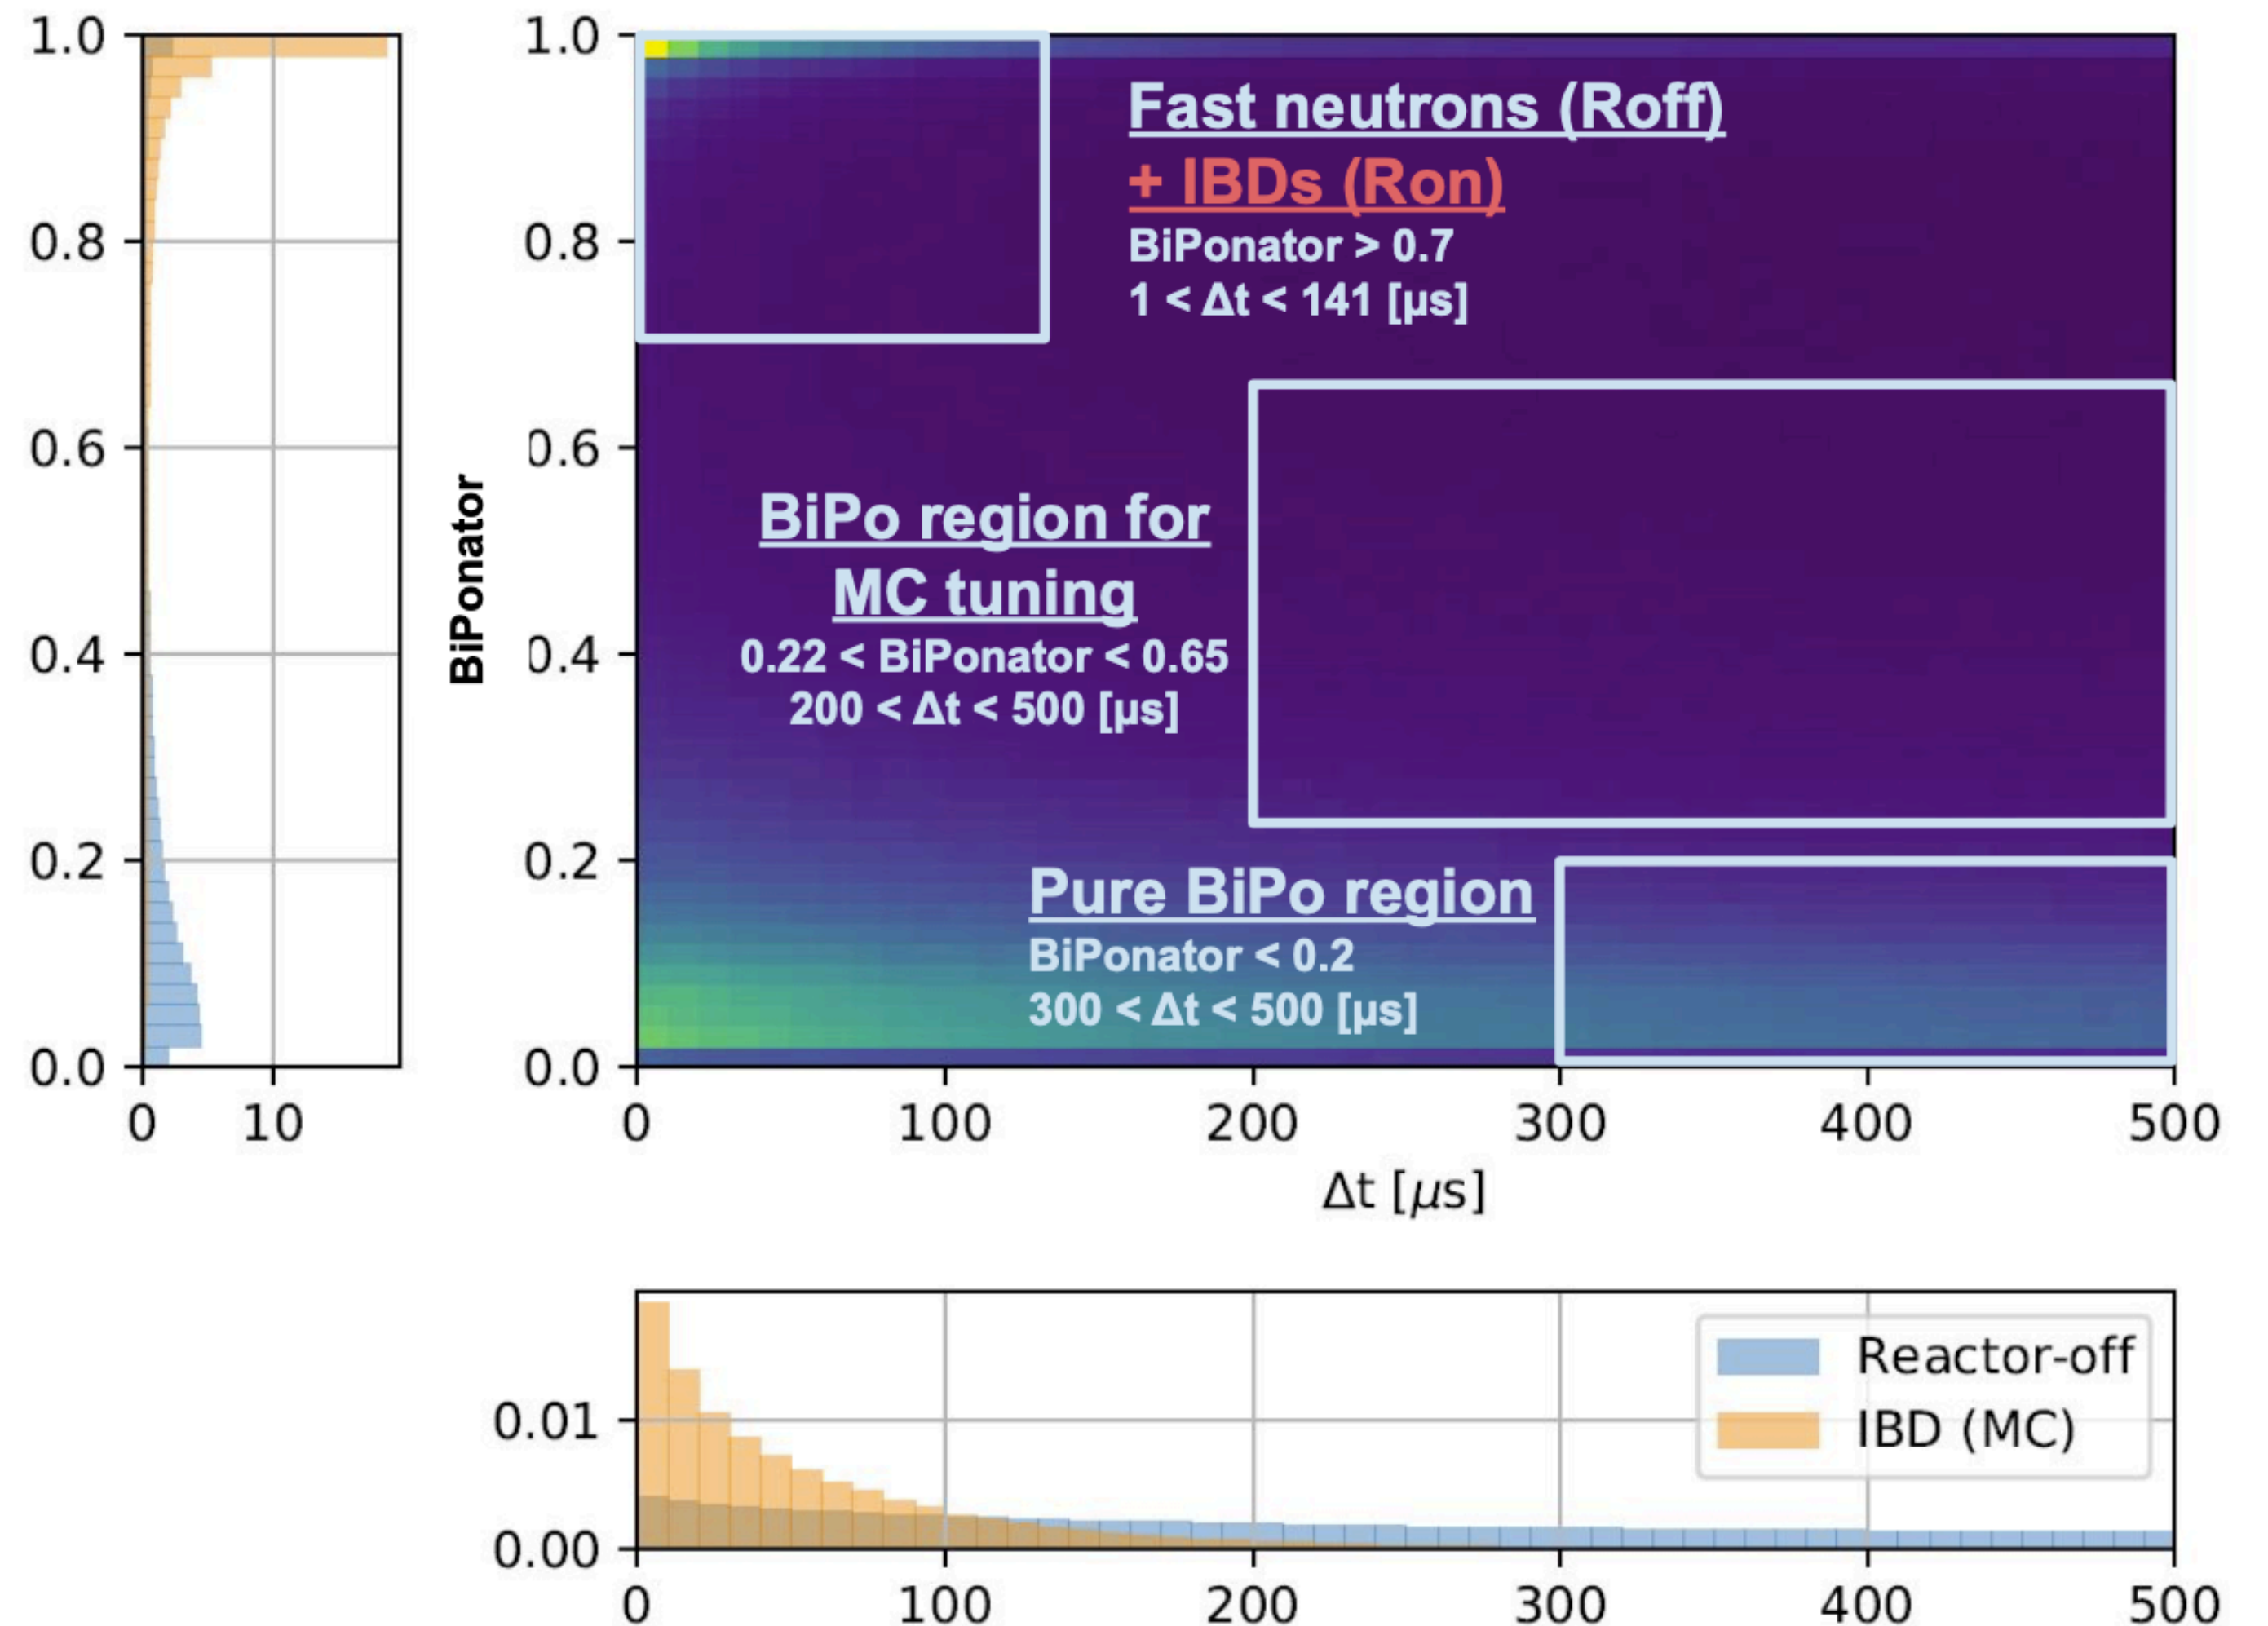 1.0
0.8
0.6
0.4
0.2
0.0
0 10
BiPonator
1.0
0.8
0.6
0.4
0.2
0.0
Fast neutrons (Roff)
+ IBDs (Ron)
BiPonator > 0.7
1 < Δt < 141 [µs]
BiPo region for
MC tuning
0.22 < BiPonator < 0.65
200 < Δt < 500 [µs]
Pure BiPo region
BiPonator < 0.2
300 < Δt < 500 [µs]
0 100 200 300 400 500
Δt [µs]
0.01
0.00
Reactor-off
IBD (MC)
0 100 200 300 400 500